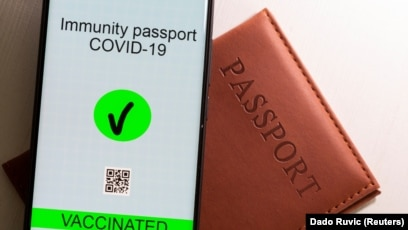 Immunity passport
COVID-19
VACCINATED
PASSPORT
Dado Ruvic (Reuters)